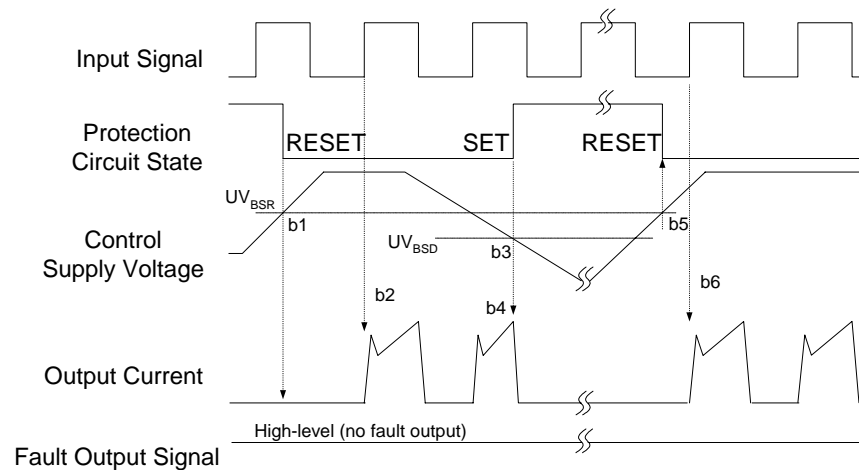 Input Signal
Protection
Circuit State
RESET
SET
RESET
UVBSR
b1
b5
Control
Supply Voltage
UVBSD
b3
b2
b4
b6
Output Current
High-level (no fault output)
Fault Output Signal